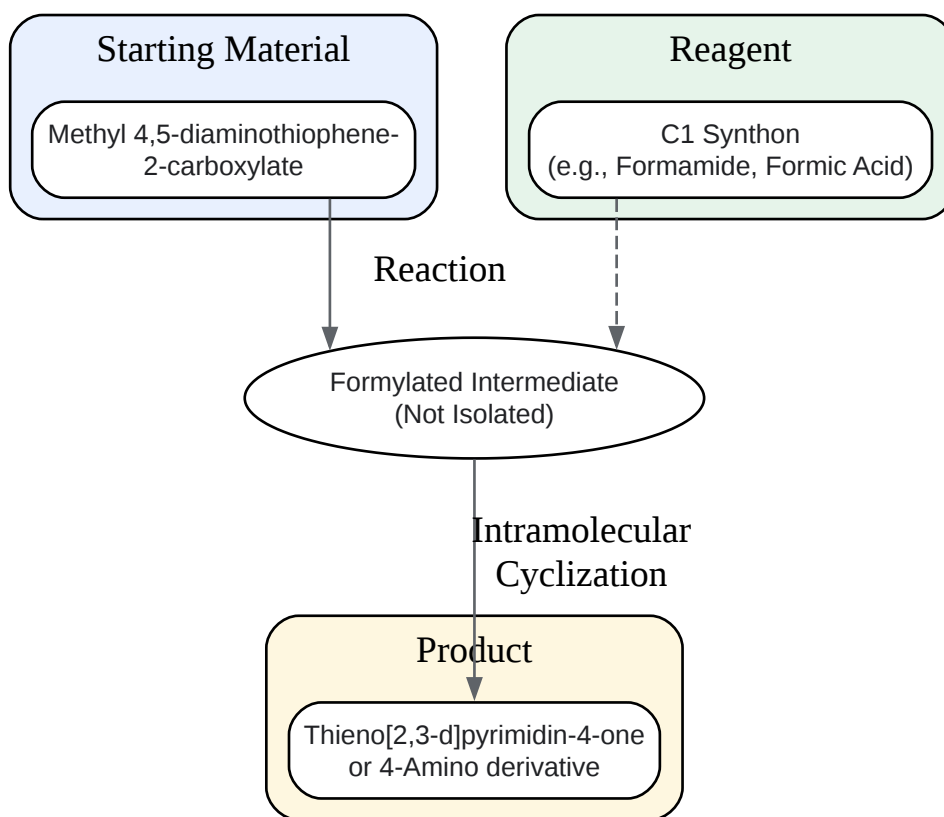 Starting Material
Methyl 4,5-diaminothiophene-
2-carboxylate
Reagent
C1 Synthon
(e.g., Formamide, Formic Acid)
Reaction
Formylated Intermediate
(Not Isolated)
Intramolecular
Cyclization
Product
Thieno[2,3-d]pyrimidin-4-one
or 4-Amino derivative